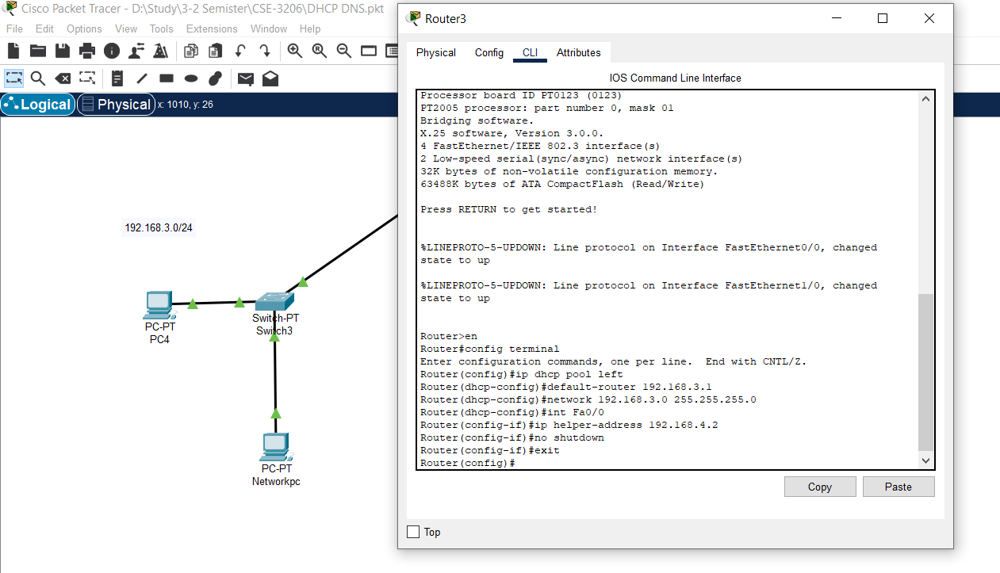 Cisco Packet Tracer - D:\Study\3-2 Semister\CSE-3206\DHCP DNS.pkt
File Edit Options View Tools Extensions Window Help
Logical Physical x: 1010, y: 26
192.168.3.0/24
PC-PT
PC4
Switch-PT
Switch3
PC-PT
Networkpc
Router3
Physical Config CLI Attributes
IOS Command Line Interface
Processor board ID PT0123 (0123)
PT2005 processor: part number 0, mask 01
Bridging software.
X.25 software, Version 3.0.0.
4 FastEthernet/IEEE 802.3 interface(s)
2 Low-speed serial(sync/async) network interface(s)
32K bytes of non-volatile configuration memory.
63488K bytes of ATA CompactFlash (Read/Write)
Press RETURN to get started!
%LINEPROTO-5-UPDOWN: Line protocol on Interface FastEthernet0/0, changed
state to up
%LINEPROTO-5-UPDOWN: Line protocol on Interface FastEthernet1/0, changed
state to up
Router>en
Router#config terminal
Enter configuration commands, one per line.  End with CNTL/Z.
Router(config)#ip dhcp pool left
Router(dhcp-config)#default-router 192.168.3.1
Router(dhcp-config)#network 192.168.3.0 255.255.255.0
Router(dhcp-config)#int Fa0/0
Router(config-if)#ip helper-address 192.168.4.2
Router(config-if)#no shutdown
Router(config-if)#exit
Router(config)#
Copy Paste
Top